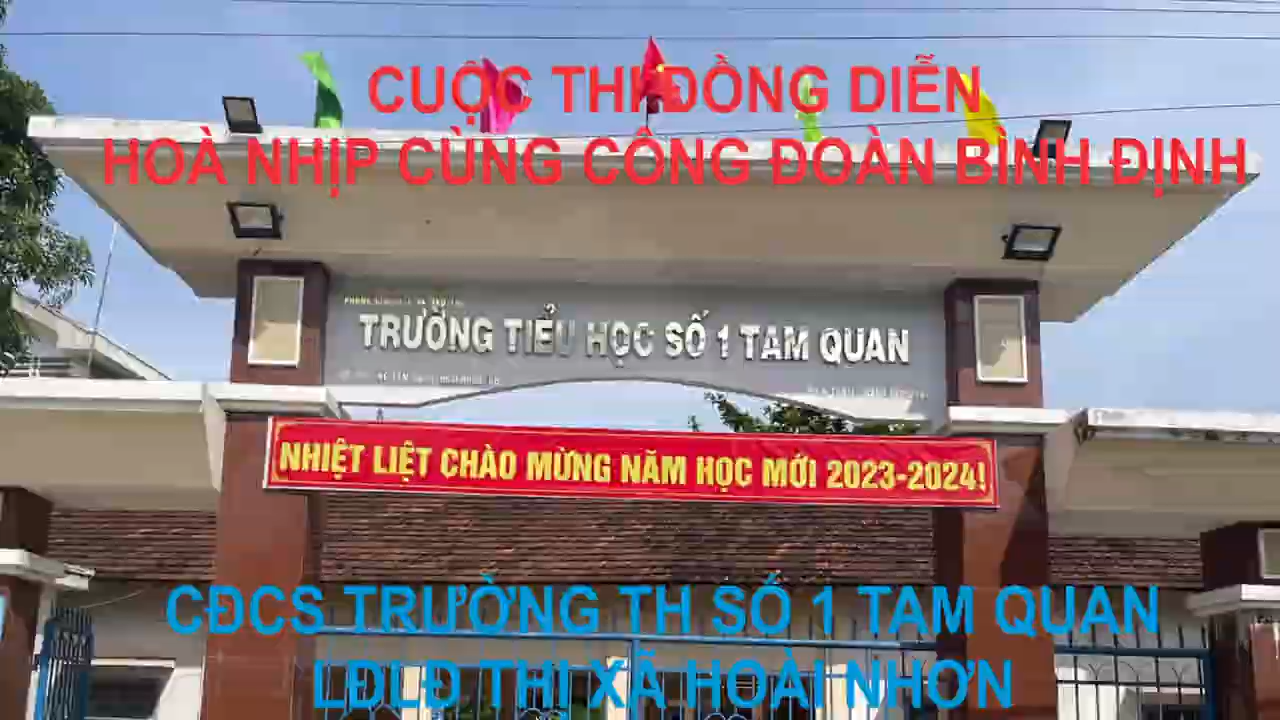 CUỘC THI ĐỒNG DIỄN
HOÀ NHỊP CÙNG CÔNG ĐOÀN BÌNH ĐỊNH
TRƯỜNG TIỂU HỌC SỐ 1 TAM QUAN
NHIỆT LIỆT CHÀO MỪNG NĂM HỌC MỚI 2023-2024!
CĐCS TRƯỜNG TH SỐ 1 TAM QUAN
LĐLĐ THỊ XÃ HOÀI NHƠN